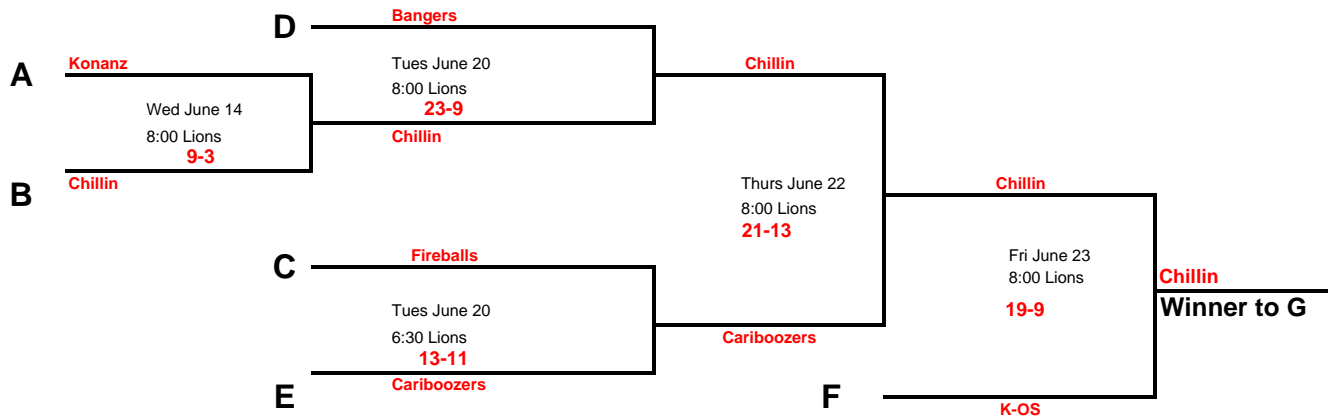 D
Bangers
A
Konanz
Tues June 20
8:00 Lions
23-9
Chillin
Wed June 14
8:00 Lions
9-3
Chillin
B
Chillin
Thurs June 22
8:00 Lions
21-13
Chillin
C
Fireballs
Tues June 20
6:30 Lions
13-11
Cariboozers
E
Cariboozers
Fri June 23
8:00 Lions
19-9
Chillin
Winner to G
F
K-OS